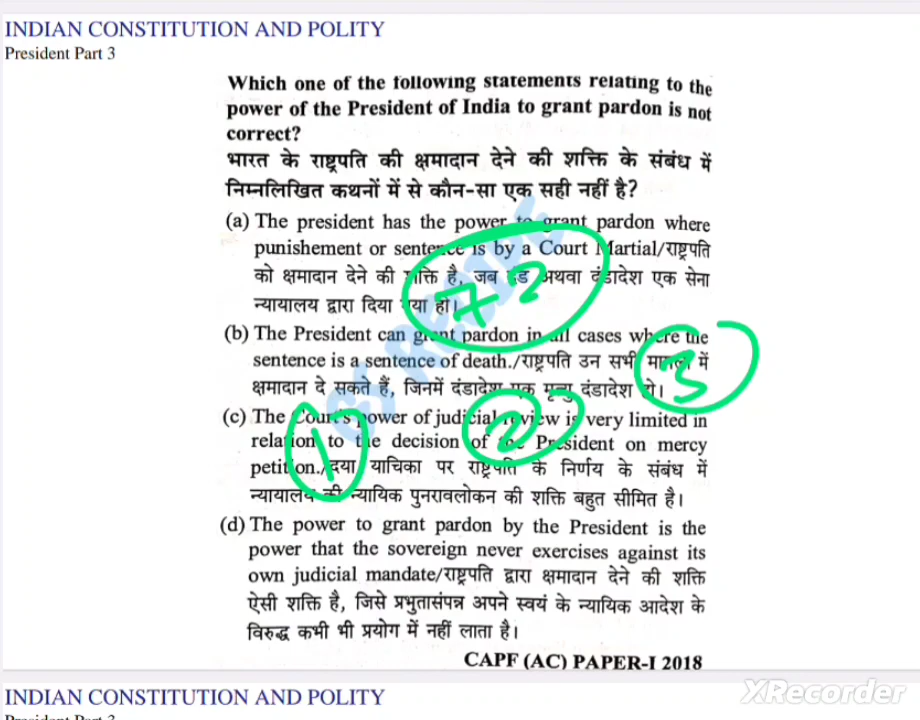 INDIAN CONSTITUTION AND POLITY
President Part 3
Which one of the following statements relating to the
power of the President of India to grant pardon is not
correct?
भारत के राष्ट्रपति की क्षमादान देने की शक्ति के संबंध में
निम्नलिखित कथनों में से कौन-सा एक सही नहीं है?
(a) The president has the power to grant pardon where
punishement or sentence is by a Court Martial/राष्ट्रपति
को क्षमादान देने की शक्ति है, जब दंड अथवा दंडादेश एक सेना
न्यायालय द्वारा दिया गया हो।
72
(b) The President can grant pardon in all cases where the
sentence is a sentence of death./राष्ट्रपति उन सभी मामलों में
3
क्षमादान दे सकते हैं, जिनमें दंडादेश एक मृत्यु दंडादेश हो।
(c) The Court's power of judicial review is very limited in
relation to the decision of the President on mercy
1 2
petition./दया याचिका पर राष्ट्रपति के निर्णय के संबंध में
न्यायालय की न्यायिक पुनरावलोकन की शक्ति बहुत सीमित है।
(d) The power to grant pardon by the President is the
power that the sovereign never exercises against its
own judicial mandate/राष्ट्रपति द्वारा क्षमादान देने की शक्ति
ऐसी शक्ति है, जिसे प्रभुतासंपन्न अपने स्वयं के न्यायिक आदेश के
विरुद्ध कभी भी प्रयोग में नहीं लाता है।
CAPF (AC) PAPER-I 2018
INDIAN CONSTITUTION AND POLITY
President Part 3
XRecorder